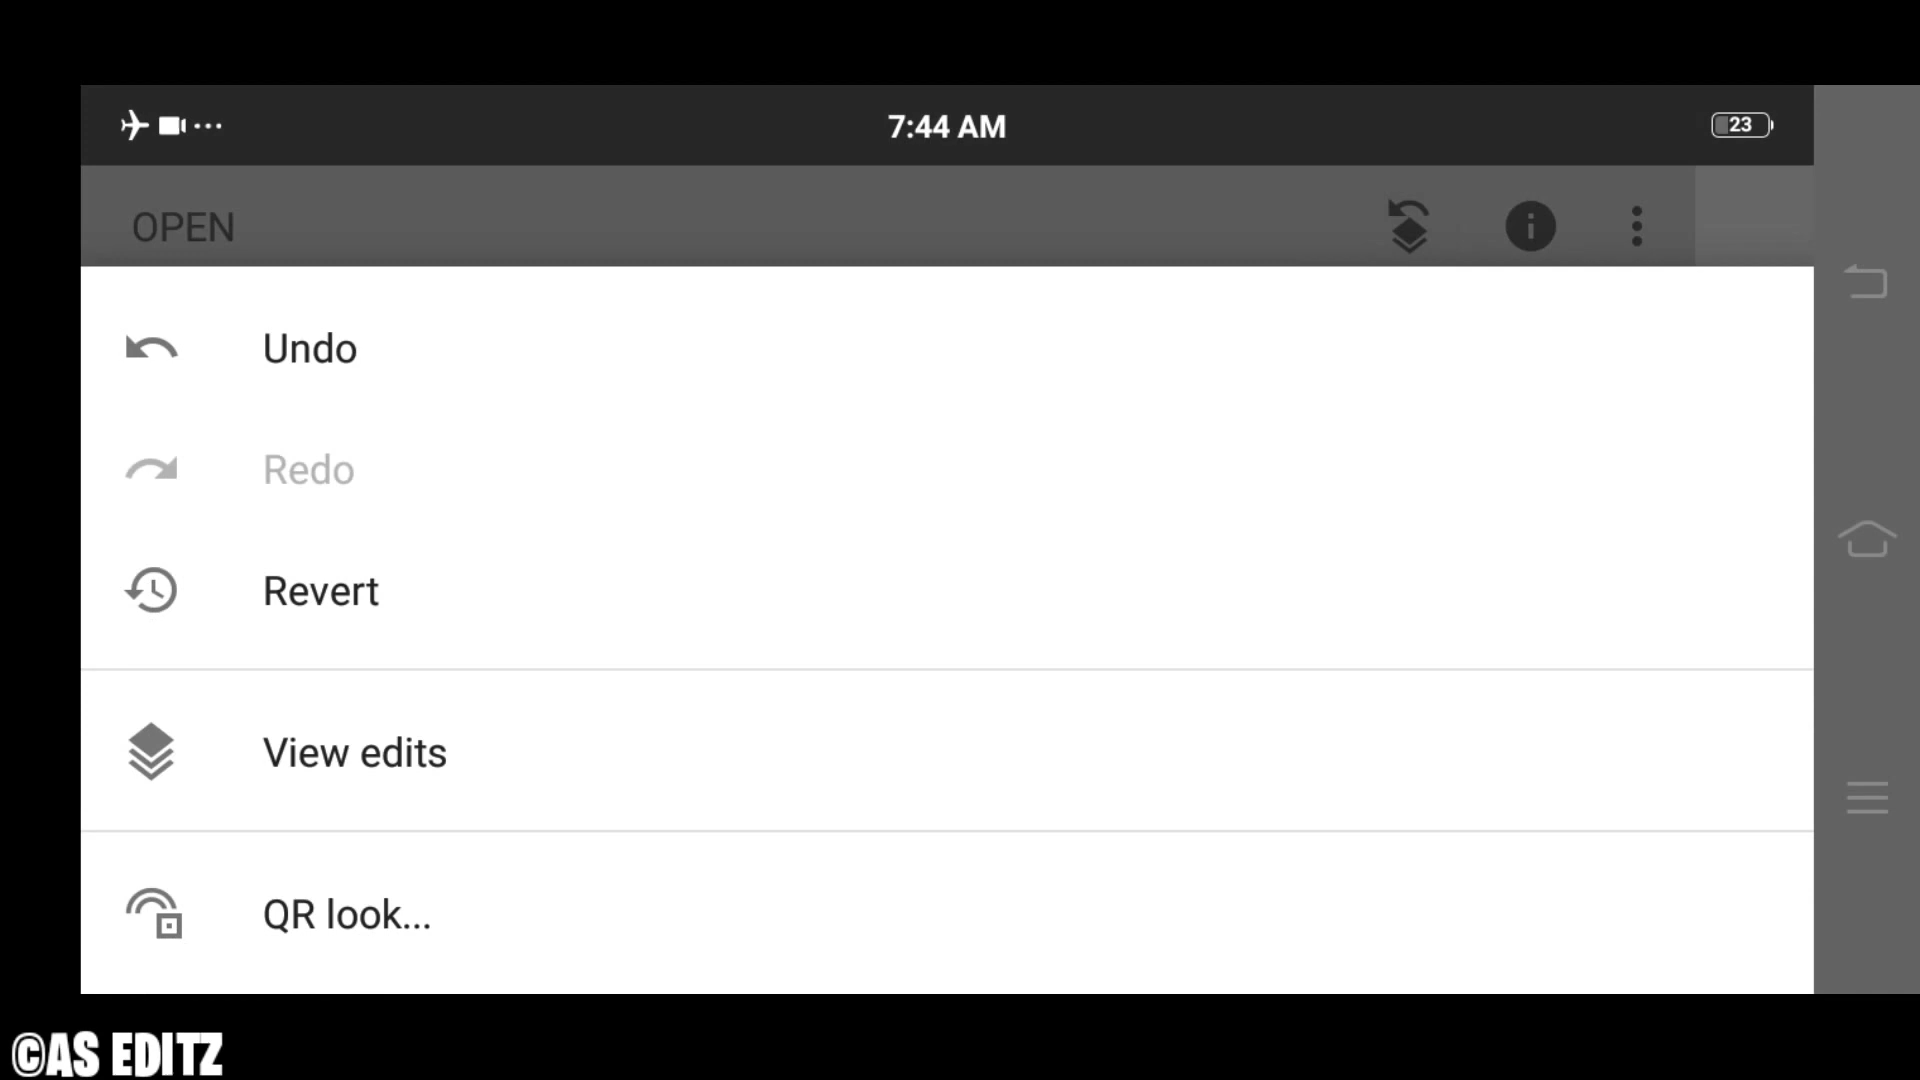 7:44 AM
23
OPEN
Undo
Redo
Revert
View edits
QR look...
©AS EDITZ